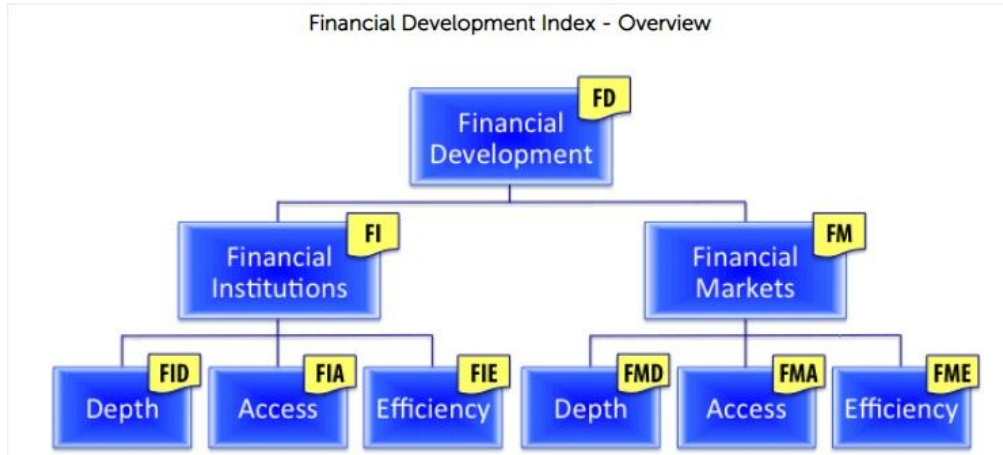 Financial Development Index - Overview
FD
Financial
Development
FI
Financial
Institutions
FM
Financial
Markets
FID
Depth
FIA
Access
FIE
Efficiency
FMD
Depth
FMA
Access
FME
Efficiency